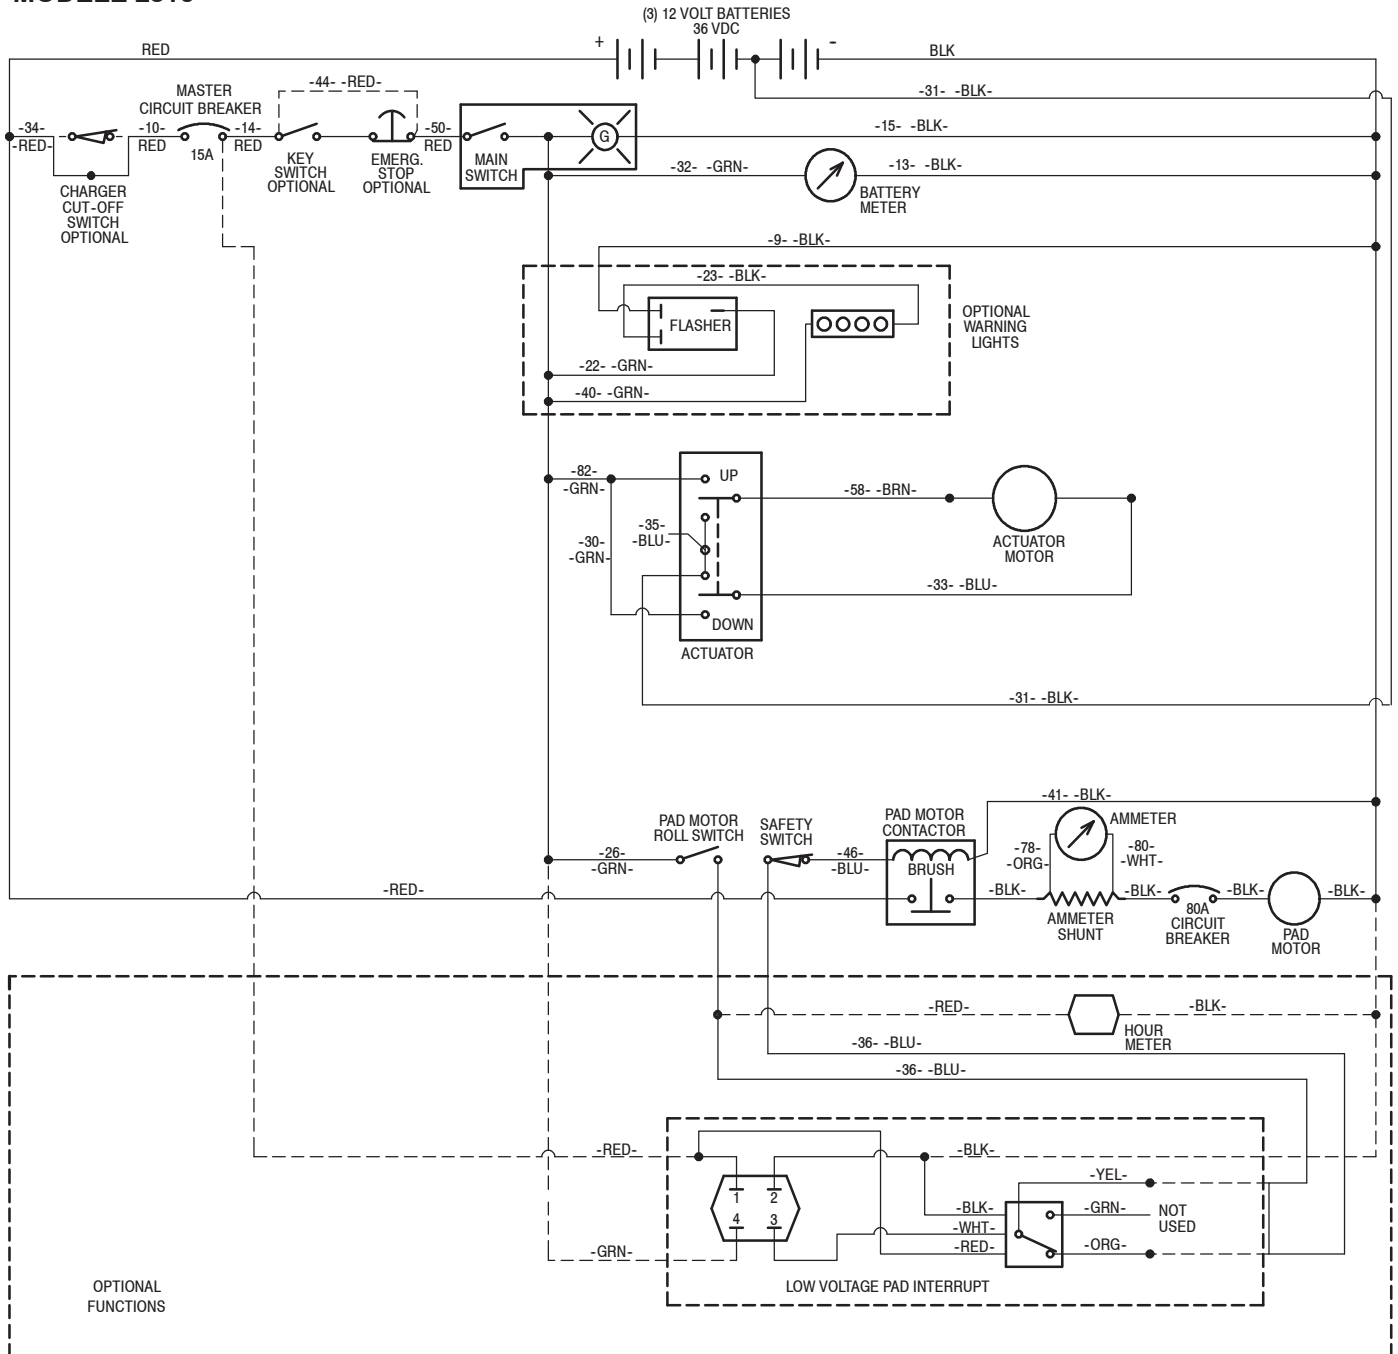 (3) 12 VOLT BATTERIES
36 VDC
+
-
RED
BLK
-31- -BLK-
-44- -RED-
MASTER
CIRCUIT BREAKER
-34-
-RED-
-10-
RED
15A
-14-
RED
-50-
RED
KEY
SWITCH
OPTIONAL
EMERG.
STOP
OPTIONAL
MAIN
SWITCH
G
-15- -BLK-
CHARGER
CUT-OFF
SWITCH
OPTIONAL
-32- -GRN-
-13- -BLK-
BATTERY
METER
-9- -BLK-
-23- -BLK-
FLASHER
OPTIONAL
WARNING
LIGHTS
-22- -GRN-
-40- -GRN-
-82-
-GRN-
UP
-58- -BRN-
-35-
-BLU-
-30-
-GRN-
ACTUATOR
MOTOR
-33- -BLU-
DOWN
ACTUATOR
-31- -BLK-
-41- -BLK-
PAD MOTOR
ROLL SWITCH
SAFETY
SWITCH
PAD MOTOR
CONTACTOR
AMMETER
-26-
-GRN-
-46-
-BLU-
BRUSH
-78-
-ORG-
-80-
-WHT-
-RED-
-BLK-
-BLK-
-BLK-
-BLK-
AMMETER
SHUNT
80A
CIRCUIT
BREAKER
PAD
MOTOR
-RED-
-BLK-
HOUR
METER
-36- -BLU-
-36- -BLU-
-RED-
-BLK-
-YEL-
1
2
4
3
-BLK-
-WHT-
-RED-
-GRN-
NOT
USED
-ORG-
-GRN-
LOW VOLTAGE PAD INTERRUPT
OPTIONAL
FUNCTIONS